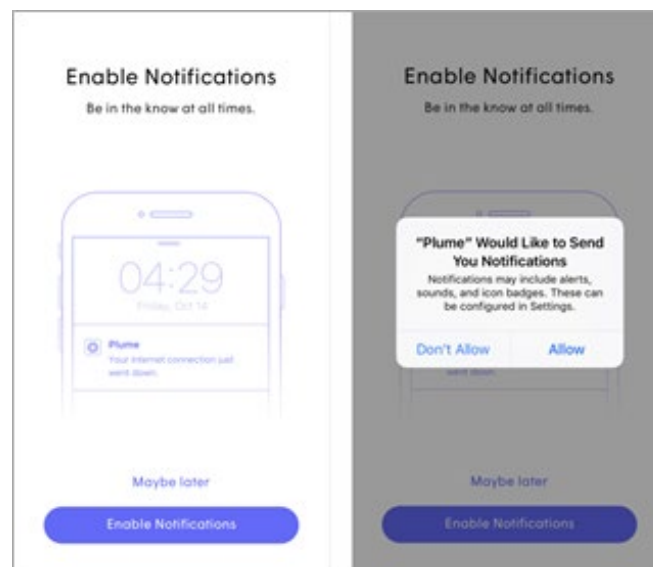 Enable Notifications
Be in the know at all times.
04:29
Friday, Oct 14
Plume
Your internet connection just
went down.
Maybe later
Enable Notifications
Enable Notifications
Be in the know at all times.
"Plume" Would Like to Send
You Notifications
Notifications may include alerts,
sounds, and icon badges. These can
be configured in Settings.
Don't Allow
Allow
went down.
Maybe later
Enable Notifications